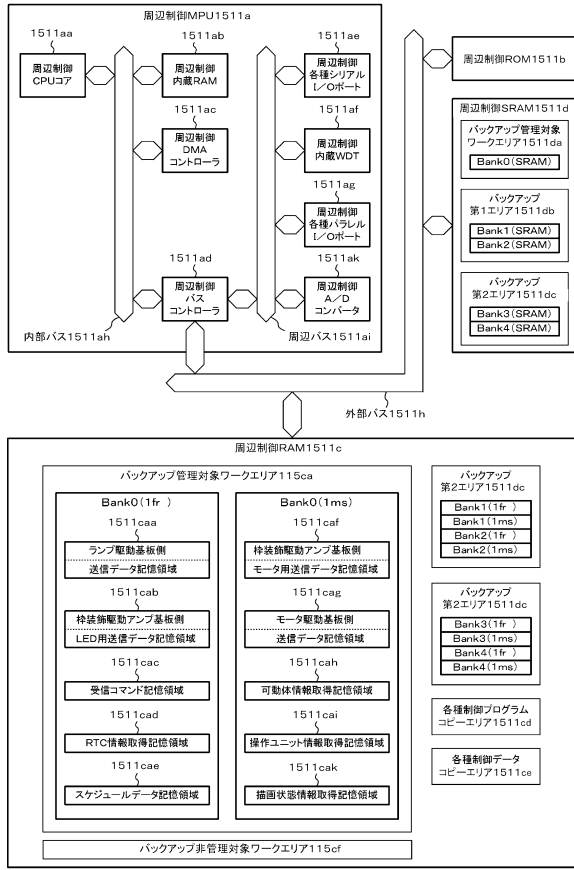 周辺制御MPU1511a
1511aa
周辺制御
CPUコア
1511ab
周辺制御
内蔵RAM
1511ac
周辺制御
DMA
コントローラ
1511ad
周辺制御
バス
コントローラ
1511ae
周辺制御
各種シリアル
I/Oポート
1511af
周辺制御
内蔵WDT
1511ag
周辺制御
各種パラレル
I/Oポート
1511ak
周辺制御
A/D
コンバータ
内部バス1511ah
周辺バス1511ai
周辺制御ROM1511b
周辺制御SRAM1511d
バックアップ管理対象
ワークエリア1511da
Bank0(SRAM)
バックアップ
第1エリア1511db
Bank1(SRAM)
Bank2(SRAM)
バックアップ
第2エリア1511dc
Bank3(SRAM)
Bank4(SRAM)
外部バス1511h
周辺制御RAM1511c
バックアップ管理対象ワークエリア115ca
Bank0(1fr )
1511caa
ランプ駆動基板側
送信データ記憶領域
1511cab
枠装飾駆動アンプ基板側
LED用送信データ記憶領域
1511cac
受信コマンド記憶領域
1511cad
RTC情報取得記憶領域
1511cae
スケジュールデータ記憶領域
Bank0(1ms)
1511caf
枠装飾駆動アンプ基板側
モータ用送信データ記憶領域
1511cag
モータ駆動基板側
送信データ記憶領域
1511cah
可動体情報取得記憶領域
1511cai
操作ユニット情報取得記憶領域
1511cak
描画状態情報取得記憶領域
バックアップ
第2エリア1511dc
Bank1(1fr )
Bank1(1ms)
Bank2(1fr )
Bank2(1ms)
バックアップ
第2エリア1511dc
Bank3(1fr )
Bank3(1ms)
Bank4(1fr )
Bank4(1ms)
各種制御プログラム
コピーエリア1511cd
各種制御データ
コピーエリア1511ce
バックアップ非管理対象ワークエリア115cf